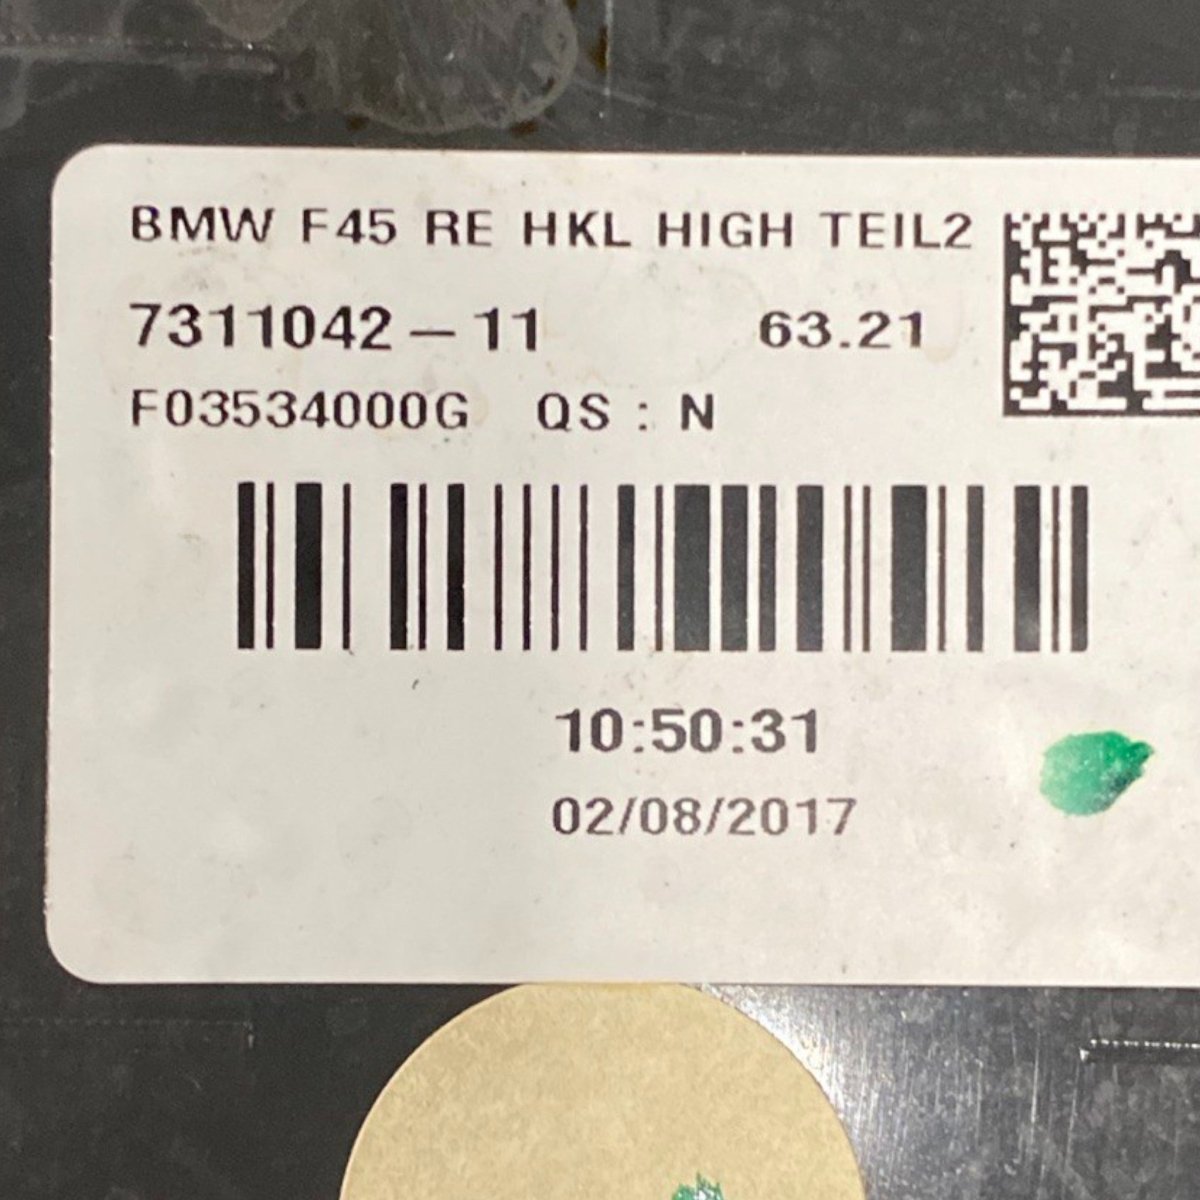 BMW F45 RE HKL HIGH TEIL2
7311042-11 63.21
F03534000G QS : N
10:50:31
02/08/2017